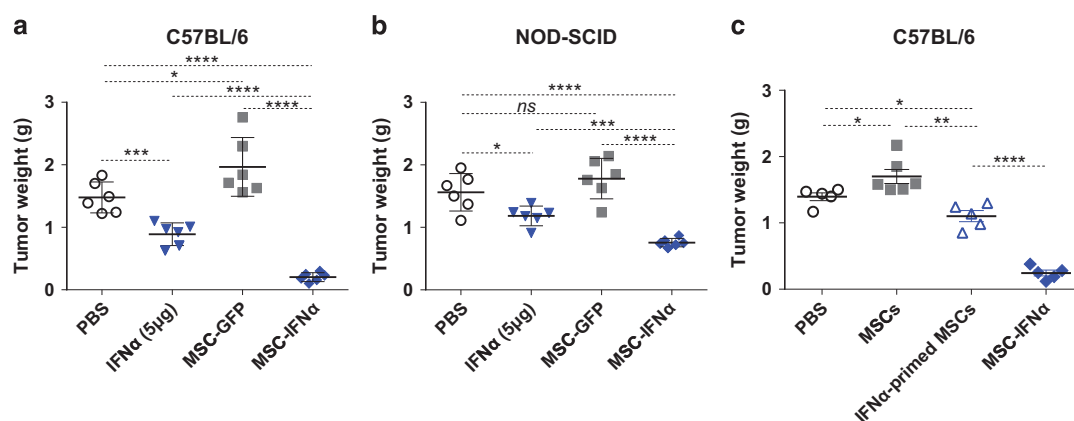 a
C57BL/6
****
*
****
****
***
Tumor weight (g)
3
2
1
0
PBS
IFNα (5µg)
MSC-GFP
MSC-IFNα
b
NOD-SCID
****
ns
***
****
*
Tumor weight (g)
3
2
1
0
PBS
IFNα (5µg)
MSC-GFP
MSC-IFNα
c
C57BL/6
*
*
**
****
Tumor weight (g)
3
2
1
0
PBS
MSCs
IFNα-primed MSCs
MSC-IFNα